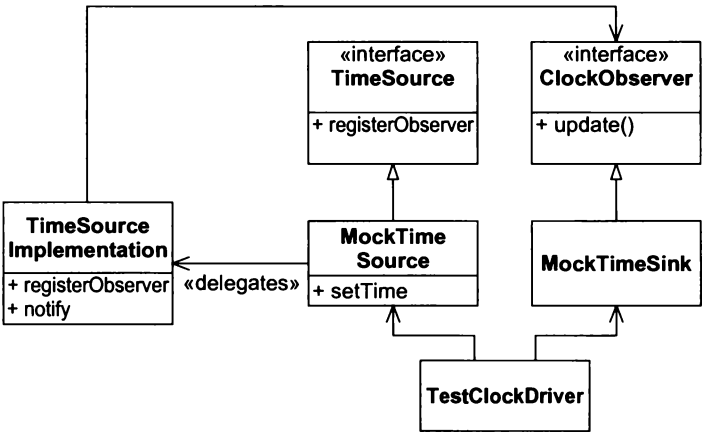 «interface»
TimeSource
+ registerObserver
«interface»
ClockObserver
+ update()
TimeSource
Implementation
+ registerObserver
+ notify
«delegates»
MockTime
Source
+ setTime
MockTimeSink
TestClockDriver